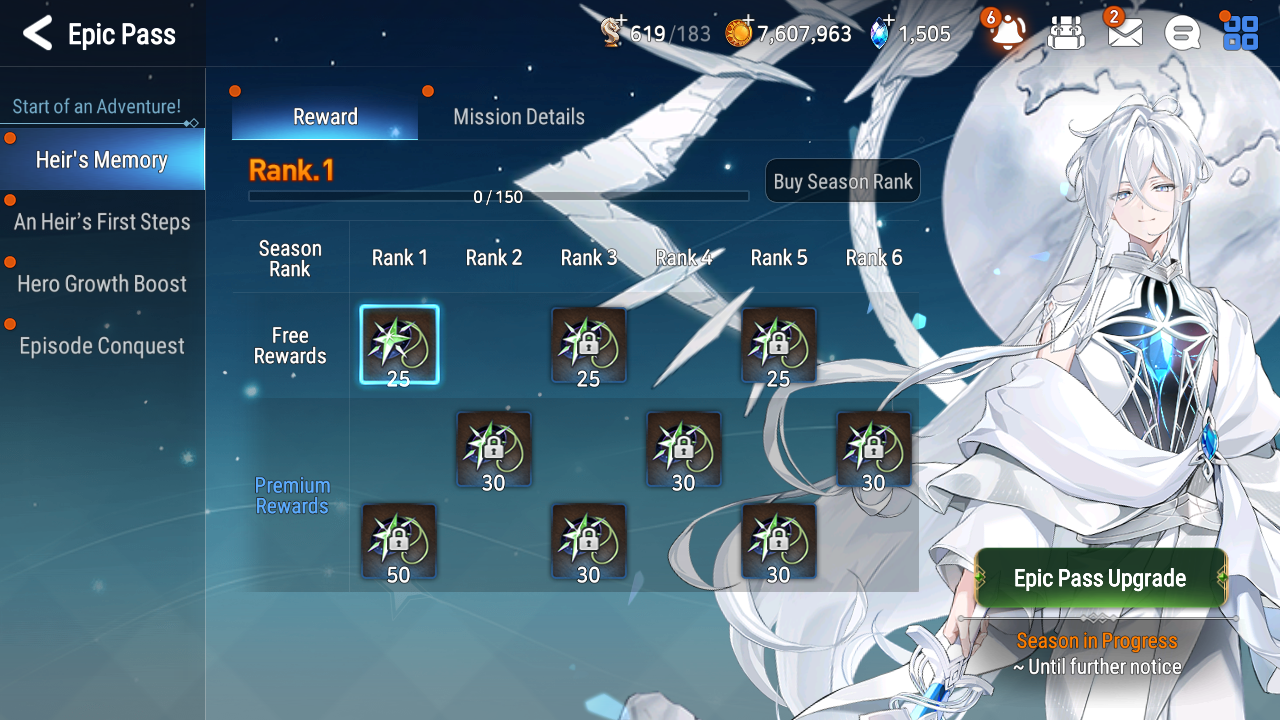 Epic Pass
619/183
7,607,963
1,505
6
2
Start of an Adventure!
Heir's Memory
An Heir's First Steps
Hero Growth Boost
Episode Conquest
Reward
Mission Details
Rank.1
0/150
Buy Season Rank
Season
Rank
Rank 1
Rank 2
Rank 3
Rank 4
Rank 5
Rank 6
Free
Rewards
25
25
25
Premium
Rewards
30
30
30
50
30
30
Epic Pass Upgrade
Season in Progress
~ Until further notice